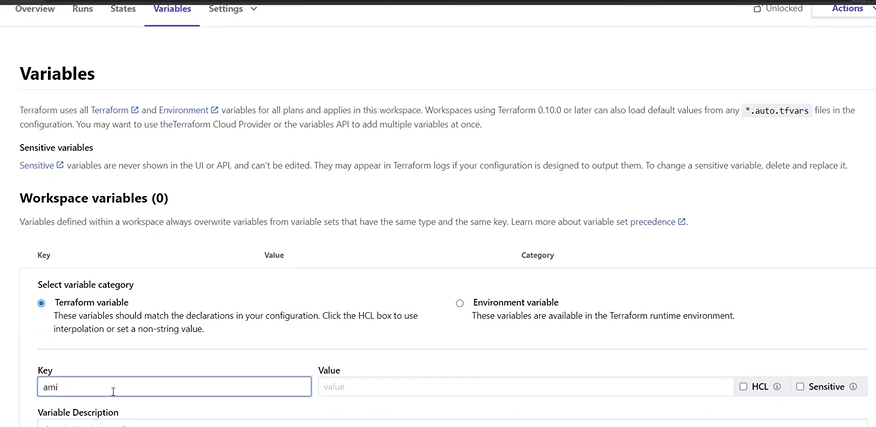 Overview Runs States Variables Settings Unlocked Actions
Variables
Terraform uses all Terraform and Environment variables for all plans and applies in this workspace. Workspaces using Terraform 0.10.0 or later can also load default values from any *.auto.tfvars files in the
configuration. You may want to use theTerraform Cloud Provider or the variables API to add multiple variables at once.
Sensitive variables
Sensitive variables are never shown in the UI or API, and can't be edited. They may appear in Terraform logs if your configuration is designed to output them. To change a sensitive variable, delete and replace it.
Workspace variables (0)
Variables defined within a workspace always overwrite variables from variable sets that have the same type and the same key. Learn more about variable set precedence.
Key Value Category
Select variable category
Terraform variable Environment variable
These variables should match the declarations in your configuration. Click the HCL box to use These variables are available in the Terraform runtime environment.
interpolation or set a non-string value.
Key Value
ami value HCL Sensitive
Variable Description